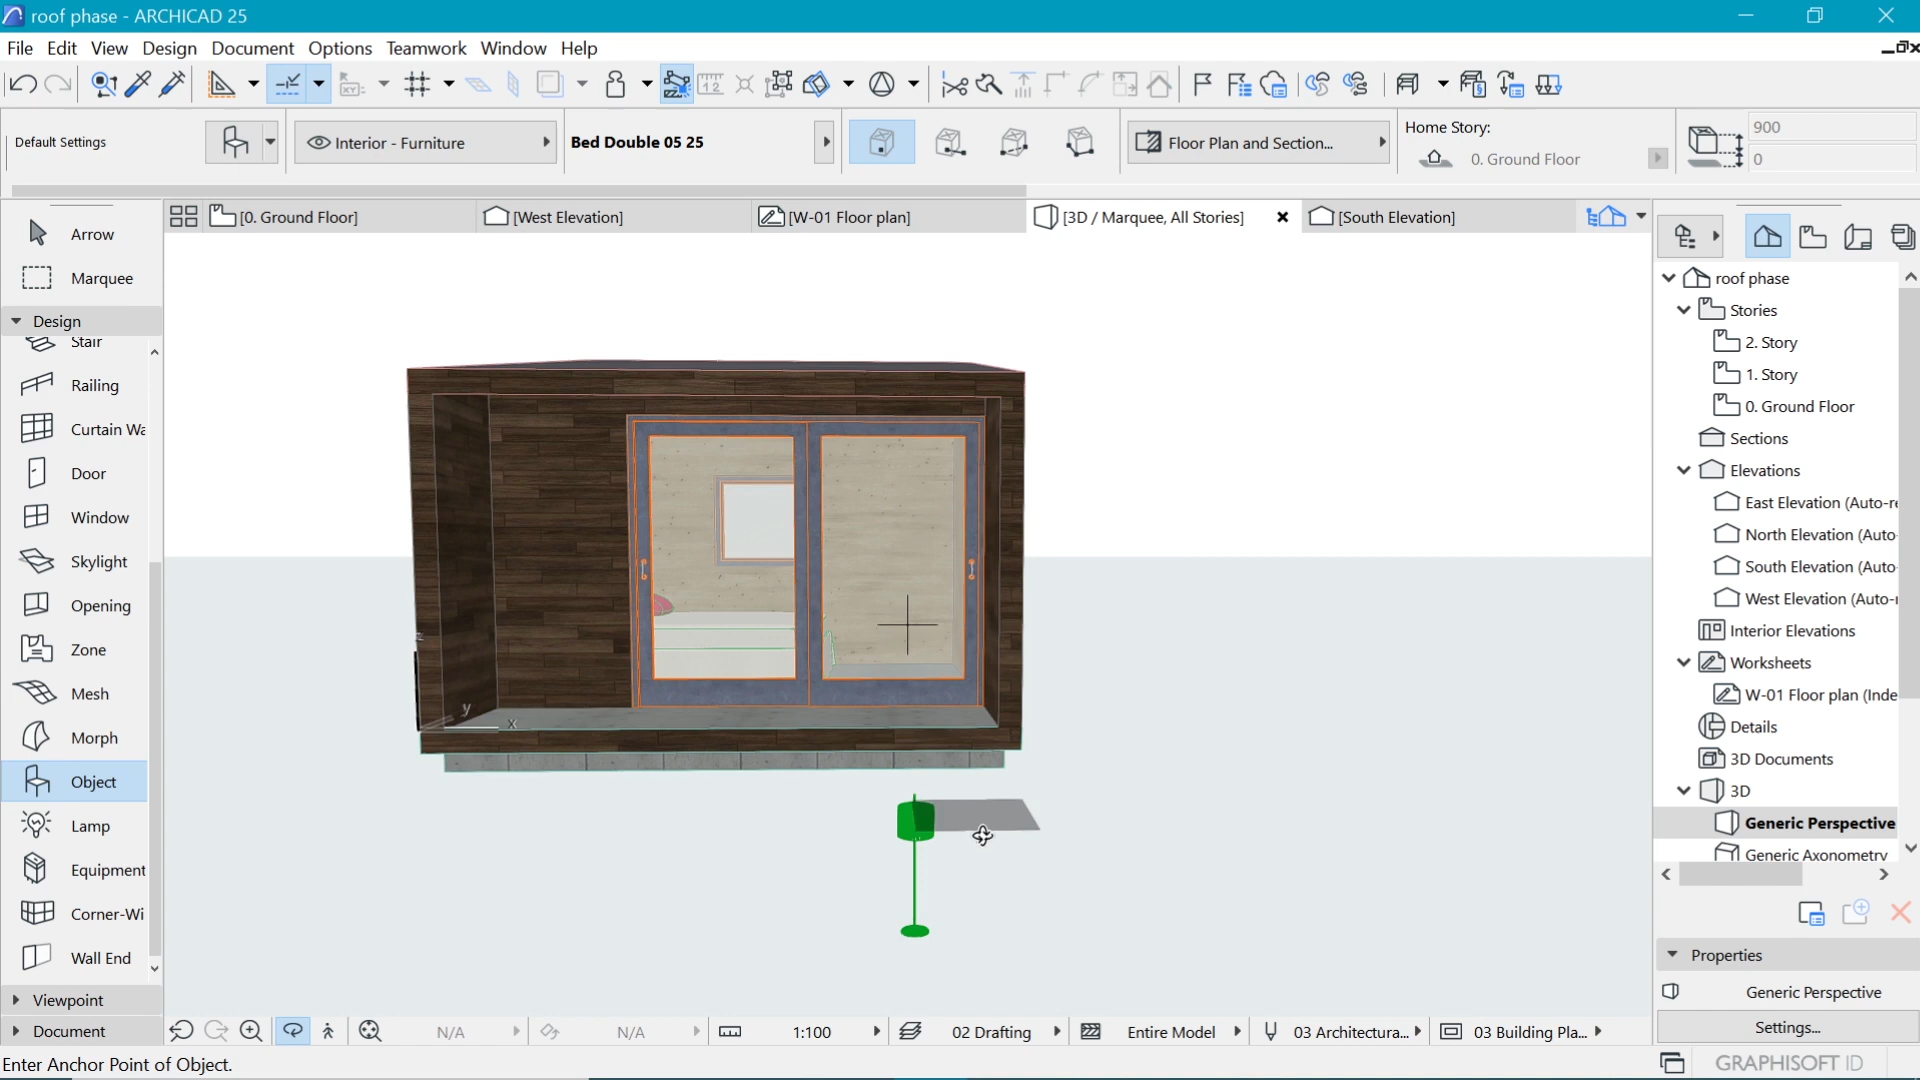 roof phase - ARCHICAD 25
File Edit View Design Document Options Teamwork Window Help
Default Settings
Interior - Furniture
Bed Double 05 25
Floor Plan and Section...
Home Story:
0. Ground Floor
900
0
[0. Ground Floor]
[West Elevation]
[W-01 Floor plan]
[3D / Marquee, All Stories]
[South Elevation]
Arrow
Marquee
Design
Stair
Railing
Curtain Wa
Door
Window
Skylight
Opening
Zone
Mesh
Morph
Object
Lamp
Equipment
Corner-Wi
Wall End
Viewpoint
Document
z
y
x
roof phase
Stories
2. Story
1. Story
0. Ground Floor
Sections
Elevations
East Elevation (Auto-re
North Elevation (Auto-
South Elevation (Auto-
West Elevation (Auto-r
Interior Elevations
Worksheets
W-01 Floor plan (Inde
Details
3D Documents
3D
Generic Perspective
Generic Axonometry
Properties
Generic Perspective
Settings...
N/A
N/A
1:100
02 Drafting
Entire Model
03 Architectura...
03 Building Pla...
Enter Anchor Point of Object.
GRAPHISOFT ID